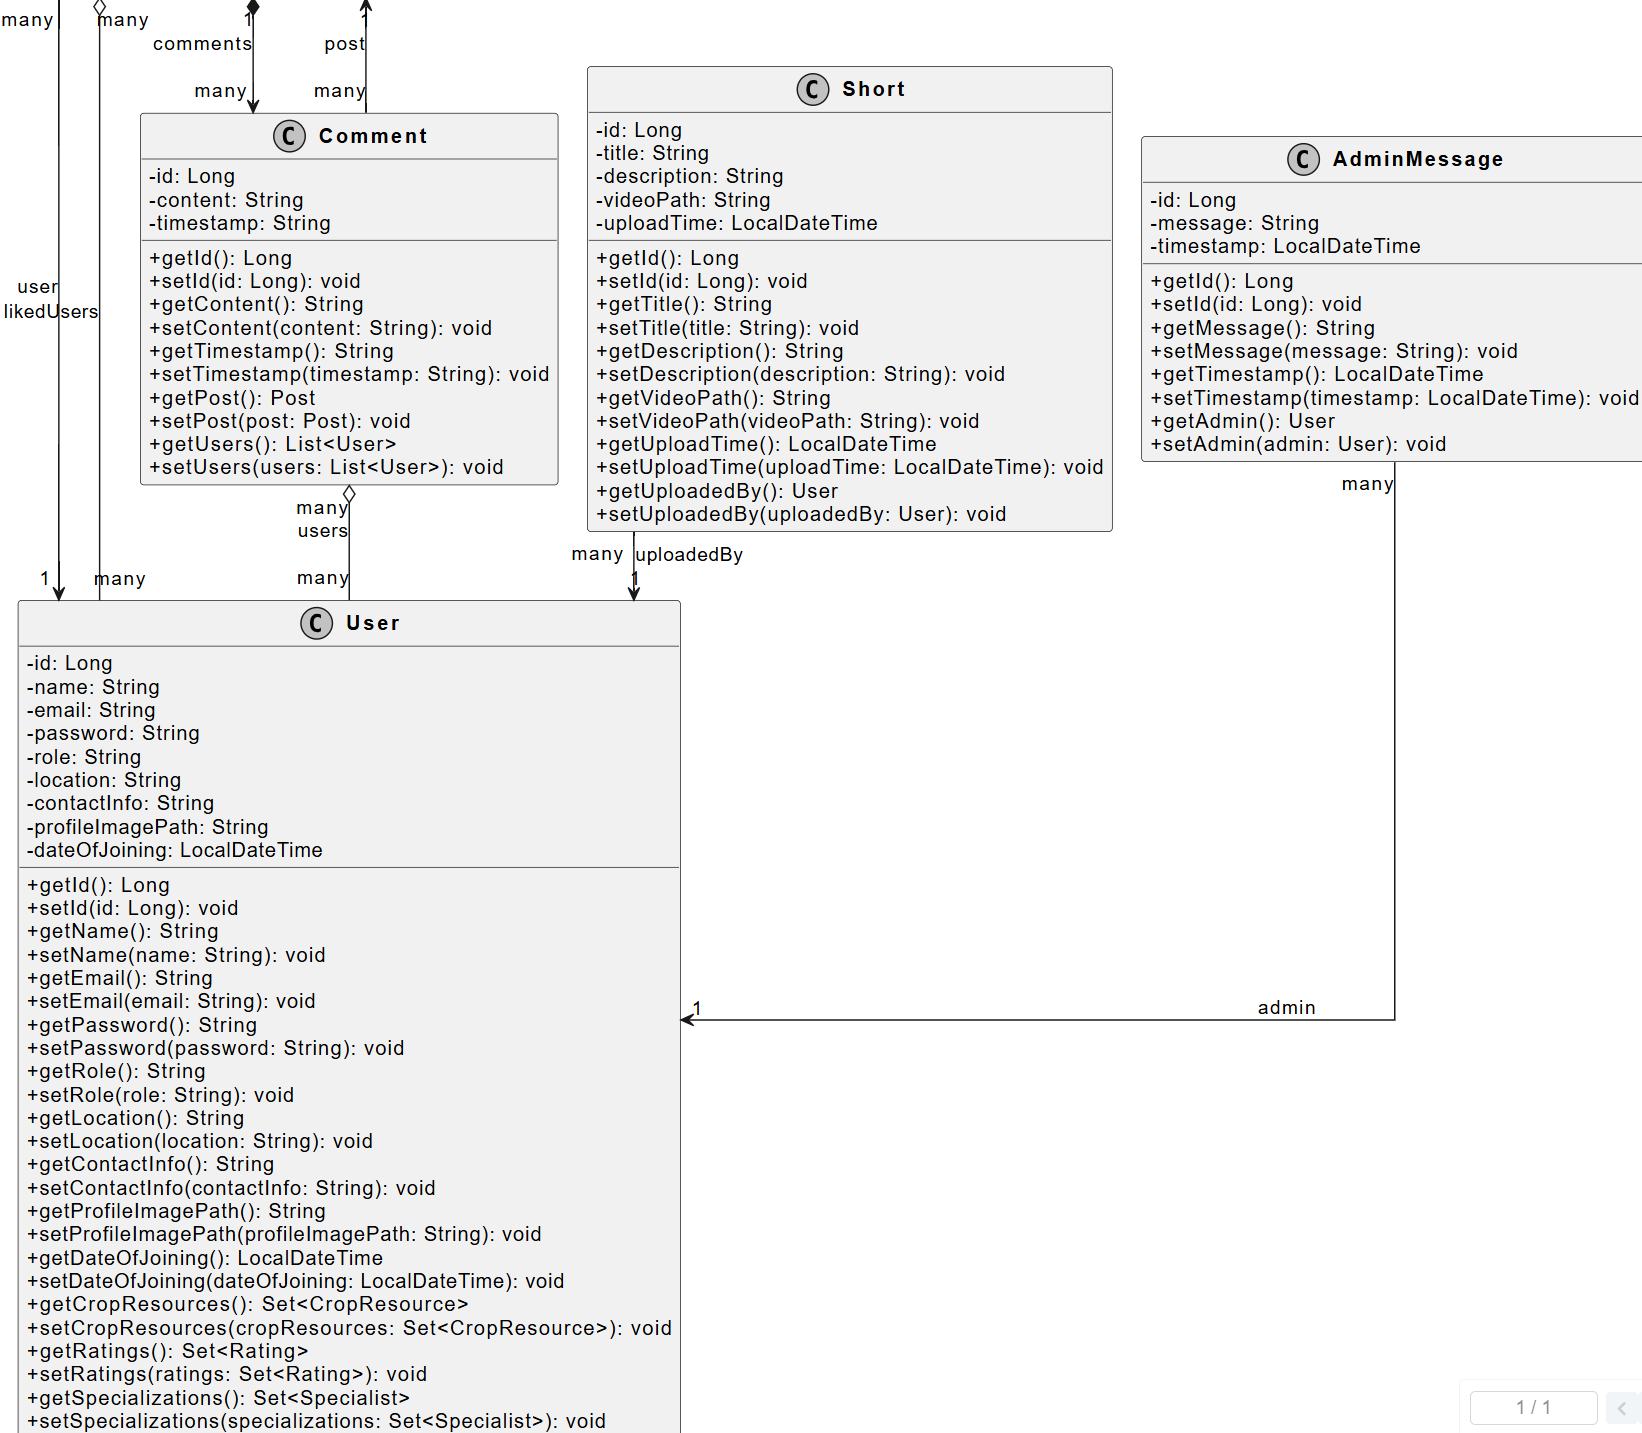 many
many
1
1
comments
post
many
many
C Comment
-id: Long
-content: String
-timestamp: String
+getId(): Long
+setId(id: Long): void
+getContent(): String
+setContent(content: String): void
+getTimestamp(): String
+setTimestamp(timestamp: String): void
+getPost(): Post
+setPost(post: Post): void
+getUsers(): List<User>
+setUsers(users: List<User>): void
C Short
-id: Long
-title: String
-description: String
-videoPath: String
-uploadTime: LocalDateTime
+getId(): Long
+setId(id: Long): void
+getTitle(): String
+setTitle(title: String): void
+getDescription(): String
+setDescription(description: String): void
+getVideoPath(): String
+setVideoPath(videoPath: String): void
+getUploadTime(): LocalDateTime
+setUploadTime(uploadTime: LocalDateTime): void
+getUploadedBy(): User
+setUploadedBy(uploadedBy: User): void
C AdminMessage
-id: Long
-message: String
-timestamp: LocalDateTime
+getId(): Long
+setId(id: Long): void
+getMessage(): String
+setMessage(message: String): void
+getTimestamp(): LocalDateTime
+setTimestamp(timestamp: LocalDateTime): void
+getAdmin(): User
+setAdmin(admin: User): void
user
likedUsers
many
users
many
many
uploadedBy
1
many
1
many
1
admin
C User
-id: Long
-name: String
-email: String
-password: String
-role: String
-location: String
-contactInfo: String
-profileImagePath: String
-dateOfJoining: LocalDateTime
+getId(): Long
+setId(id: Long): void
+getName(): String
+setName(name: String): void
+getEmail(): String
+setEmail(email: String): void
+getPassword(): String
+setPassword(password: String): void
+getRole(): String
+setRole(role: String): void
+getLocation(): String
+setLocation(location: String): void
+getContactInfo(): String
+setContactInfo(contactInfo: String): void
+getProfileImagePath(): String
+setProfileImagePath(profileImagePath: String): void
+getDateOfJoining(): LocalDateTime
+setDateOfJoining(dateOfJoining: LocalDateTime): void
+getCropResources(): Set<CropResource>
+setCropResources(cropResources: Set<CropResource>): void
+getRatings(): Set<Rating>
+setRatings(ratings: Set<Rating>): void
+getSpecializations(): Set<Specialist>
+setSpecializations(specializations: Set<Specialist>): void
1 / 1